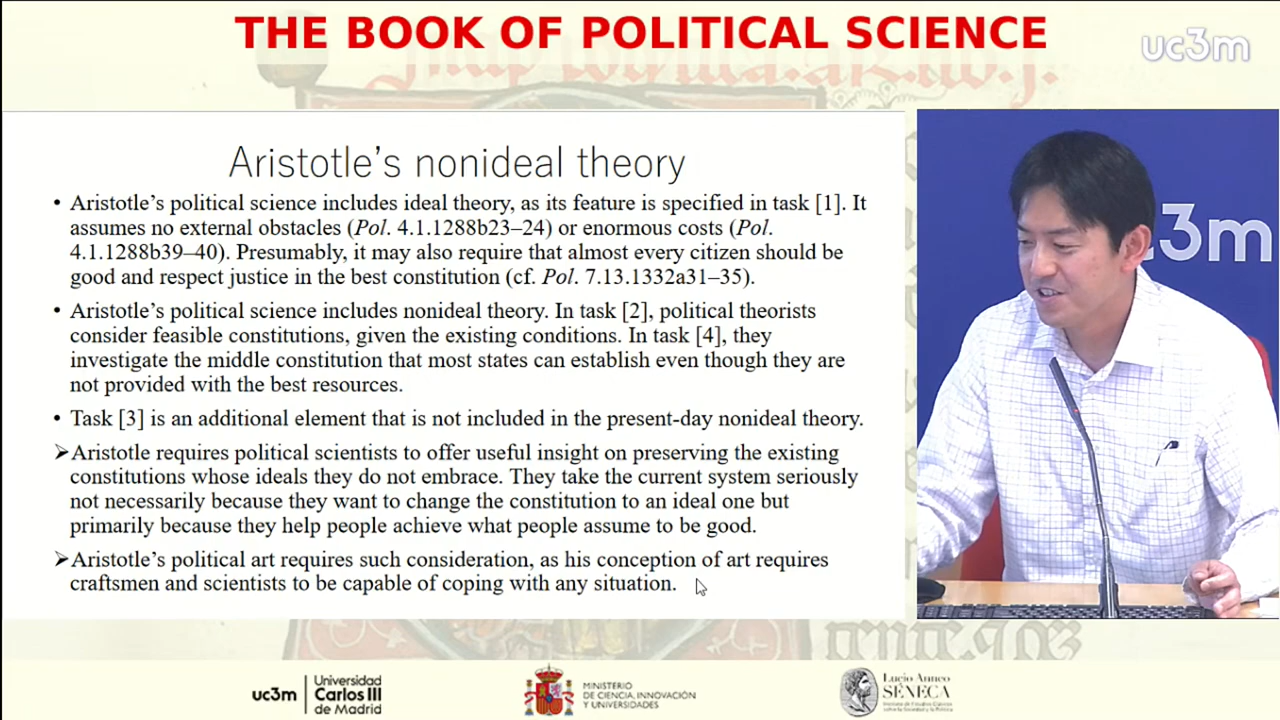 THE BOOK OF POLITICAL SCIENCE
uc3m
Aristotle's nonideal theory
• Aristotle's political science includes ideal theory, as its feature is specified in task [1]. It
assumes no external obstacles (Pol. 4.1.1288b23–24) or enormous costs (Pol.
4.1.1288b39–40). Presumably, it may also require that almost every citizen should be
good and respect justice in the best constitution (cf. Pol. 7.13.1332a31–35).
• Aristotle's political science includes nonideal theory. In task [2], political theorists
consider feasible constitutions, given the existing conditions. In task [4], they
investigate the middle constitution that most states can establish even though they are
not provided with the best resources.
• Task [3] is an additional element that is not included in the present-day nonideal theory.
➢Aristotle requires political scientists to offer useful insight on preserving the existing
constitutions whose ideals they do not embrace. They take the current system seriously
not necessarily because they want to change the constitution to an ideal one but
primarily because they help people achieve what people assume to be good.
➢Aristotle's political art requires such consideration, as his conception of art requires
craftsmen and scientists to be capable of coping with any situation.
c3m
uc3m
Universidad
Carlos III
de Madrid
MINISTERIO
DE CIENCIA, INNOVACIÓN
Y UNIVERSIDADES
Lucio Anneo
SÉNECA